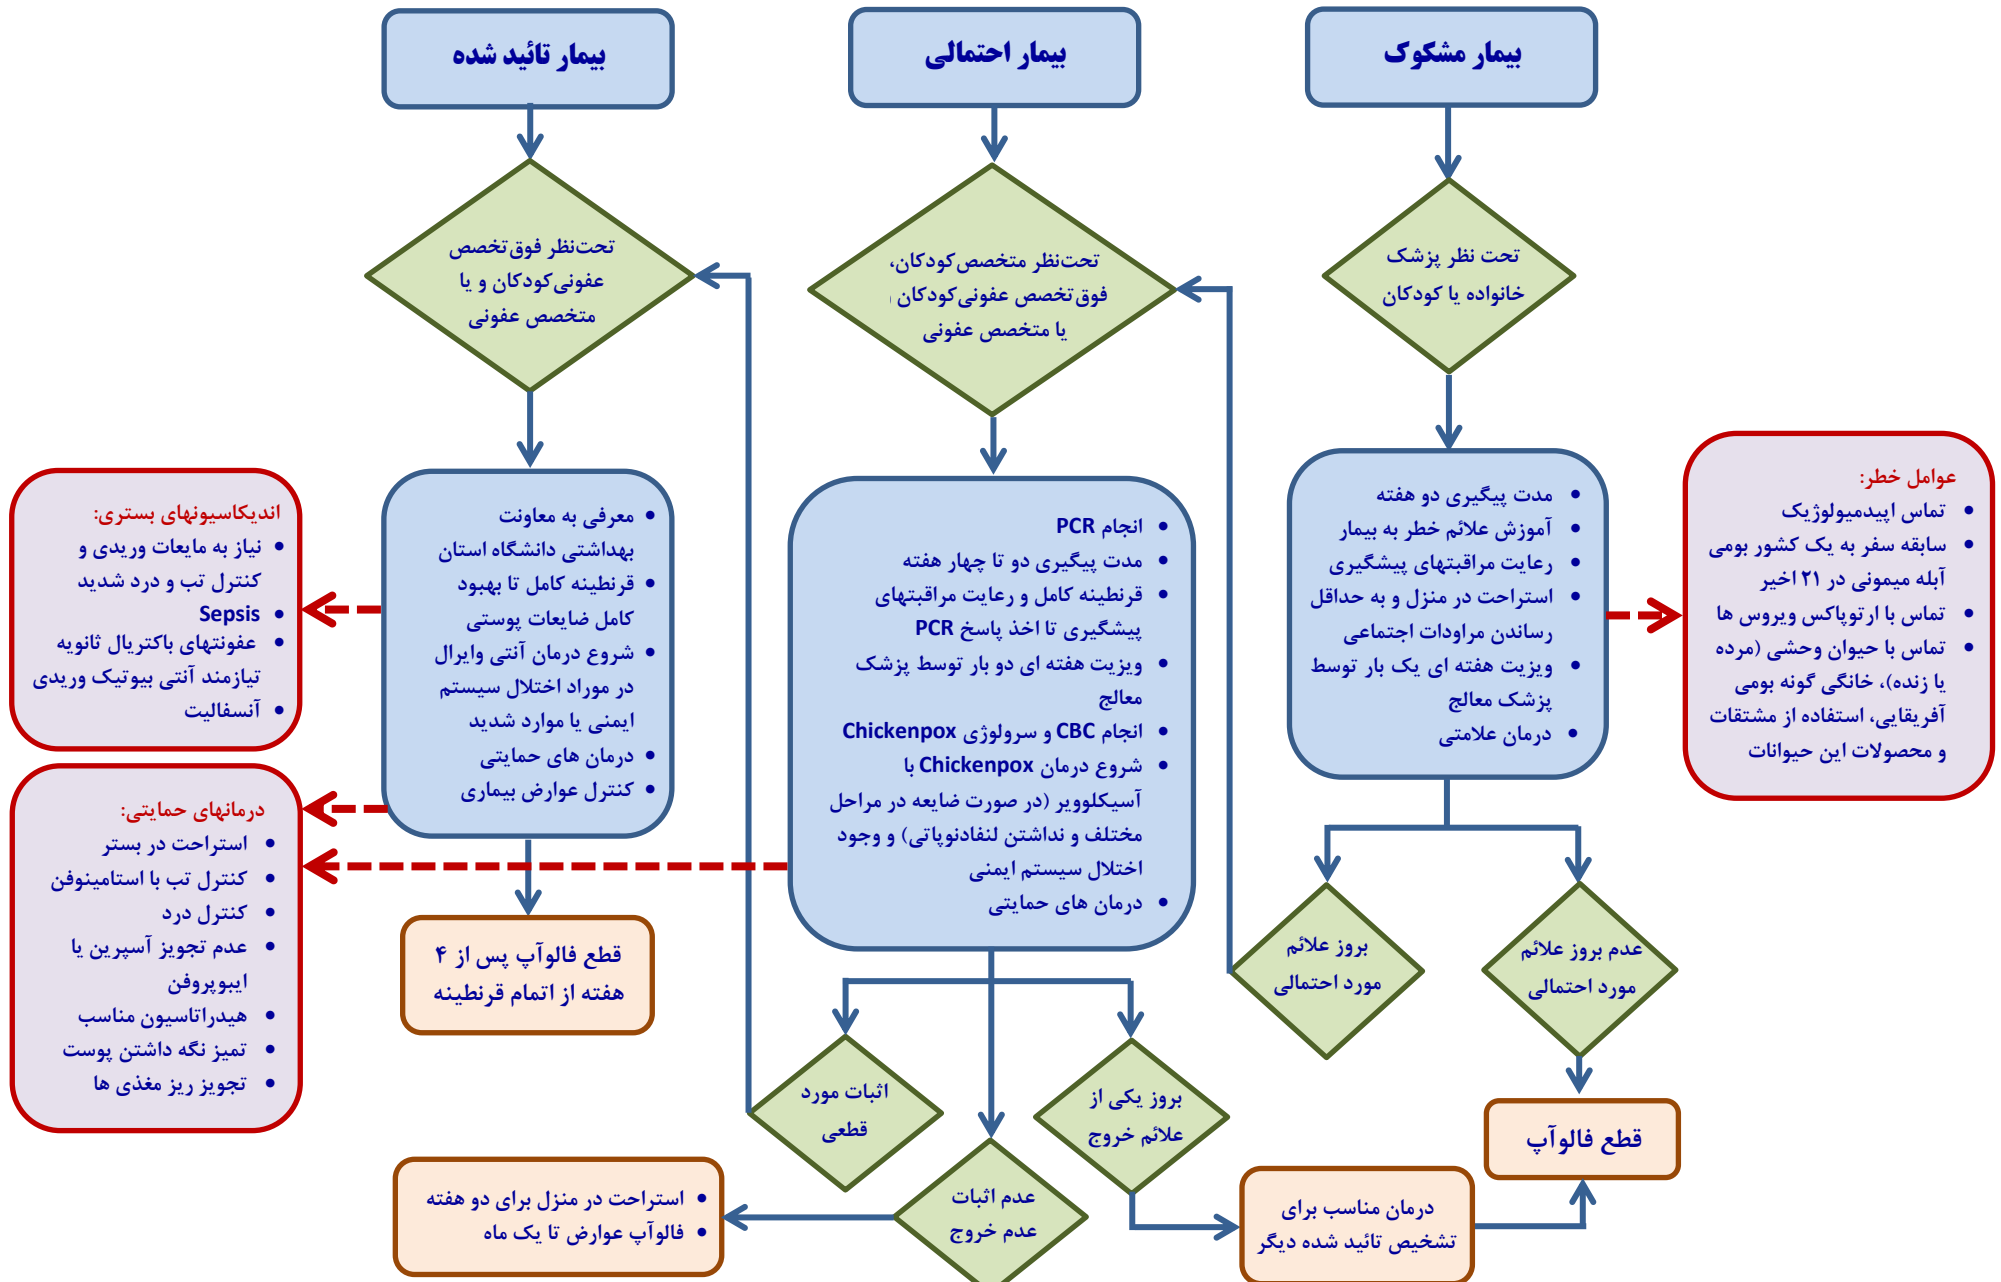 بیمار مشکوک
بیمار احتمالی
بیمار تائید شده
تحت نظر پزشک
خانواده یا کودکان
تحت‌نظر متخصص‌کودکان،
فوق‌تخصص عفونی‌کودکان
یا متخصص عفونی
تحت‌نظر فوق‌تخصص
عفونی‌کودکان و یا
متخصص عفونی
عوامل خطر:
• تماس اپیدمیولوژیک
• سابقه سفر به یک کشور بومی
آبله میمونی در ۲۱ اخیر
• تماس با ارتوپاکس ویروس ها
• تماس با حیوان وحشی (مرده
یا زنده)، خانگی گونه بومی
آفریقایی، استفاده از مشتقات
و محصولات این حیوانات
• مدت پیگیری دو هفته
• آموزش علائم خطر به بیمار
• رعایت مراقبتهای پیشگیری
• استراحت در منزل و به حداقل
رساندن مراودات اجتماعی
• ویزیت هفته ای یک بار توسط
پزشک معالج
• درمان علامتی
• انجام PCR
• مدت پیگیری دو تا چهار هفته
• قرنطینه کامل و رعایت مراقبتهای
پیشگیری تا اخذ پاسخ PCR
• ویزیت هفته ای دو بار توسط پزشک
معالج
• انجام CBC و سرولوژی Chickenpox
• شروع درمان Chickenpox با
آسیکلوویر (در صورت ضایعه در مراحل
مختلف و نداشتن لنفادنوپاتی) و وجود
اختلال سیستم ایمنی
• درمان های حمایتی
• معرفی به معاونت
بهداشتی دانشگاه استان
• قرنطینه کامل تا بهبود
کامل ضایعات پوستی
• شروع درمان آنتی وایرال
در موراد اختلال سیستم
ایمنی یا موارد شدید
• درمان های حمایتی
• کنترل عوارض بیماری
اندیکاسیونهای بستری:
• نیاز به مایعات وریدی و
کنترل تب و درد شدید
• Sepsis
• عفونتهای باکتریال ثانویه
تیازمند آنتی بیوتیک وریدی
• آنسفالیت
درمانهای حمایتی:
• استراحت در بستر
• کنترل تب با استامینوفن
• کنترل درد
• عدم تجویز آسپرین یا
ایبوپروفن
• هیدراتاسیون مناسب
• تمیز نگه داشتن پوست
• تجویز ریز مغذی ها
عدم بروز علائم
مورد احتمالی
بروز علائم
مورد احتمالی
قطع فالوآپ پس از ۴
هفته از اتمام قرنطینه
بروز یکی از
علائم خروج
اثبات مورد
قطعی
عدم اثبات
عدم خروج
قطع فالوآپ
درمان مناسب برای
تشخیص تائید شده دیگر
• استراحت در منزل برای دو هفته
• فالوآپ عوارض تا یک ماه